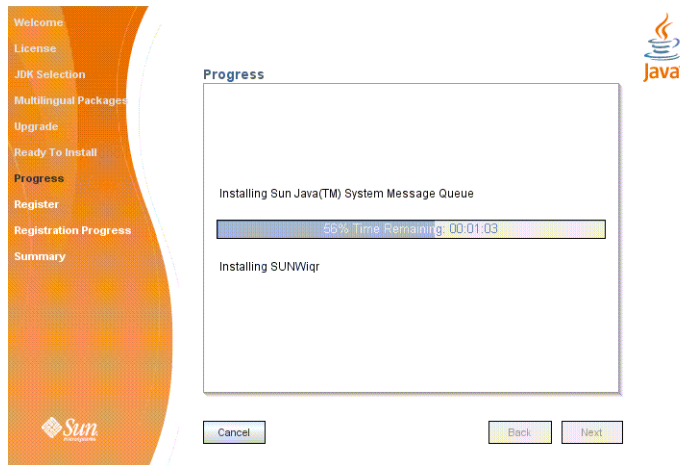 Welcome
License
JDK Selection
Multilingual Packages
Upgrade
Ready To Install
Progress
Register
Registration Progress
Summary
Sun
microsystems
Progress
Installing Sun Java(TM) System Message Queue
56% Time Remaining: 00:01:03
Installing SUNWiqr
Cancel
Back
Next
Java